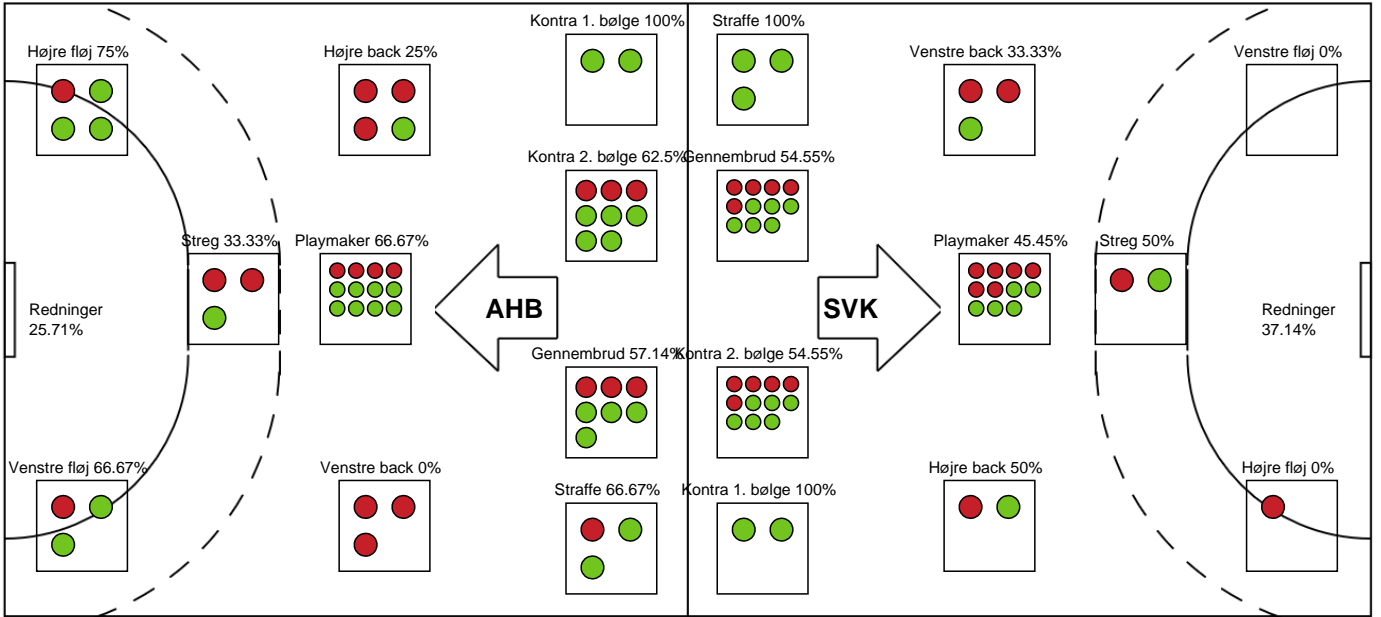 Kontra 1. bølge 100%
Straffe 100%
Højre fløj 75%
Højre back 25%
Venstre back 33.33%
Venstre fløj 0%
Kontra 2. bølge 62.5%
Gennembrud 54.55%
Streg 33.33%
Playmaker 66.67%
Playmaker 45.45%
Streg 50%
AHB
SVK
Redninger
25.71%
Redninger
37.14%
Gennembrud 57.14%
Kontra 2. bølge 54.55%
Venstre fløj 66.67%
Venstre back 0%
Straffe 66.67%
Kontra 1. bølge 100%
Højre back 50%
Højre fløj 0%